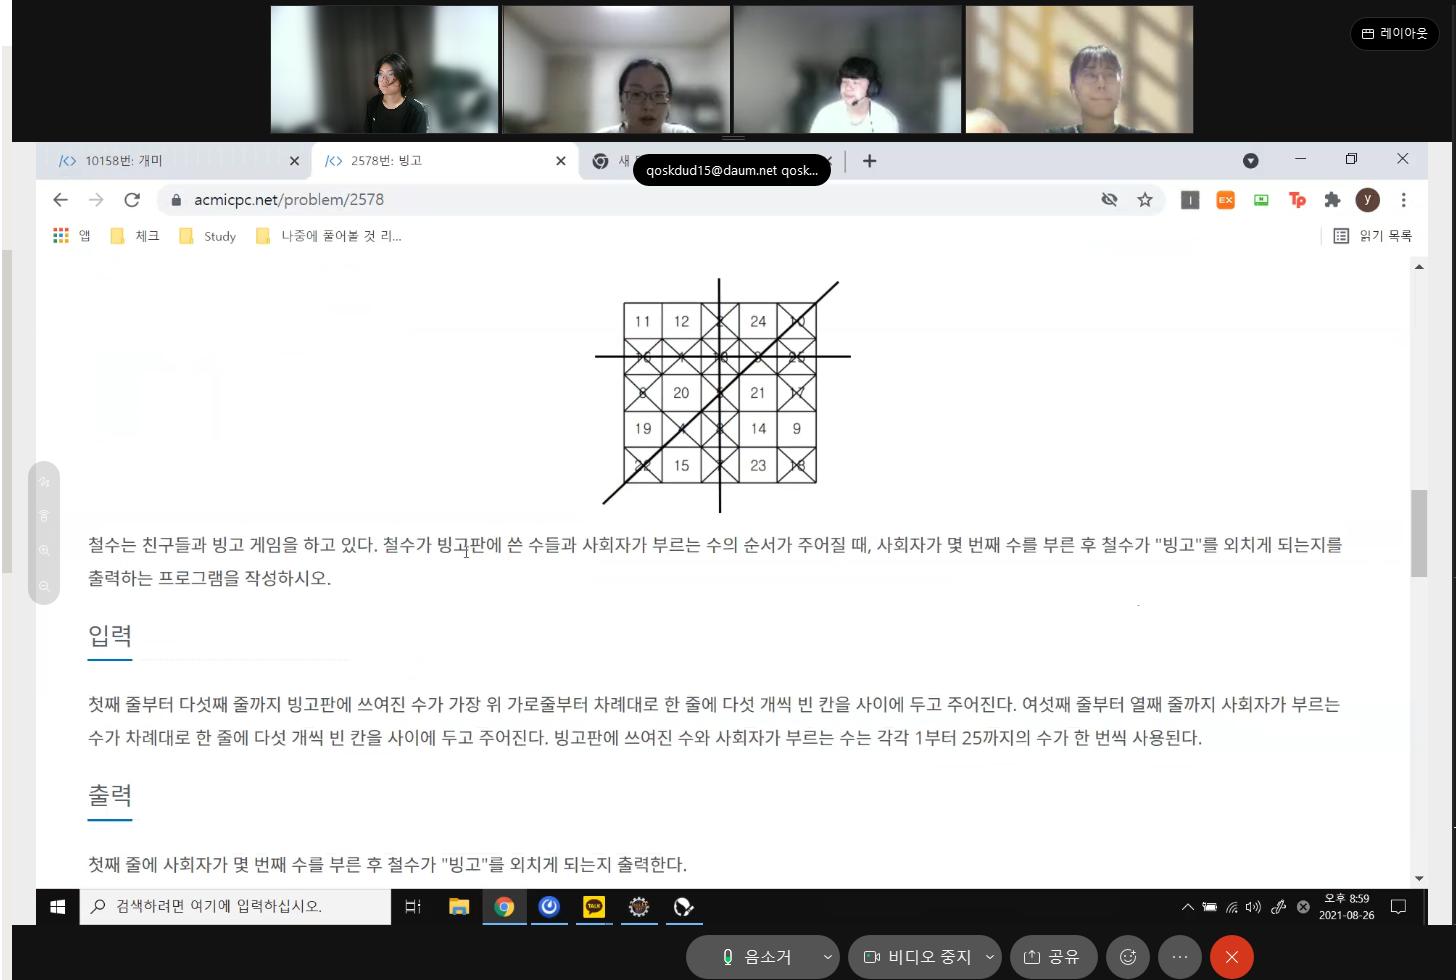 레이아웃
10158번: 개미
2578번: 빙고
새
qoskdud15@daum.net qosk...
acmicpc.net/problem/2578
EX
Tp
y
앱
체크
Study
나중에 풀어볼 것 리...
읽기 목록
11 12 24
20 21
19 14 9
15 23
철수는 친구들과 빙고 게임을 하고 있다. 철수가 빙고판에 쓴 수들과 사회자가 부르는 수의 순서가 주어질 때, 사회자가 몇 번째 수를 부른 후 철수가 "빙고"를 외치게 되는지를
출력하는 프로그램을 작성하시오.
입력
첫째 줄부터 다섯째 줄까지 빙고판에 쓰여진 수가 가장 위 가로줄부터 차례대로 한 줄에 다섯 개씩 빈 칸을 사이에 두고 주어진다. 여섯째 줄부터 열째 줄까지 사회자가 부르는
수가 차례대로 한 줄에 다섯 개씩 빈 칸을 사이에 두고 주어진다. 빙고판에 쓰여진 수와 사회자가 부르는 수는 각각 1부터 25까지의 수가 한 번씩 사용된다.
출력
첫째 줄에 사회자가 몇 번째 수를 부른 후 철수가 "빙고"를 외치게 되는지 출력한다.
검색하려면 여기에 입력하십시오.
TALK
오후 8:59
2021-08-26
음소거
비디오 중지
공유